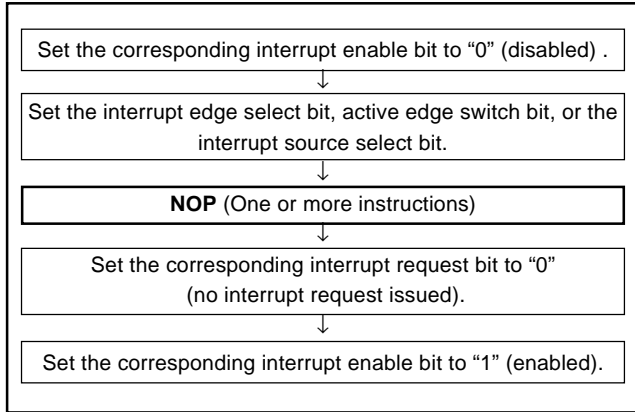 Set the corresponding interrupt enable bit to “0” (disabled) .
↓
Set the interrupt edge select bit, active edge switch bit, or the
interrupt source select bit.
↓
NOP (One or more instructions)
↓
Set the corresponding interrupt request bit to “0”
(no interrupt request issued).
↓
Set the corresponding interrupt enable bit to “1” (enabled).